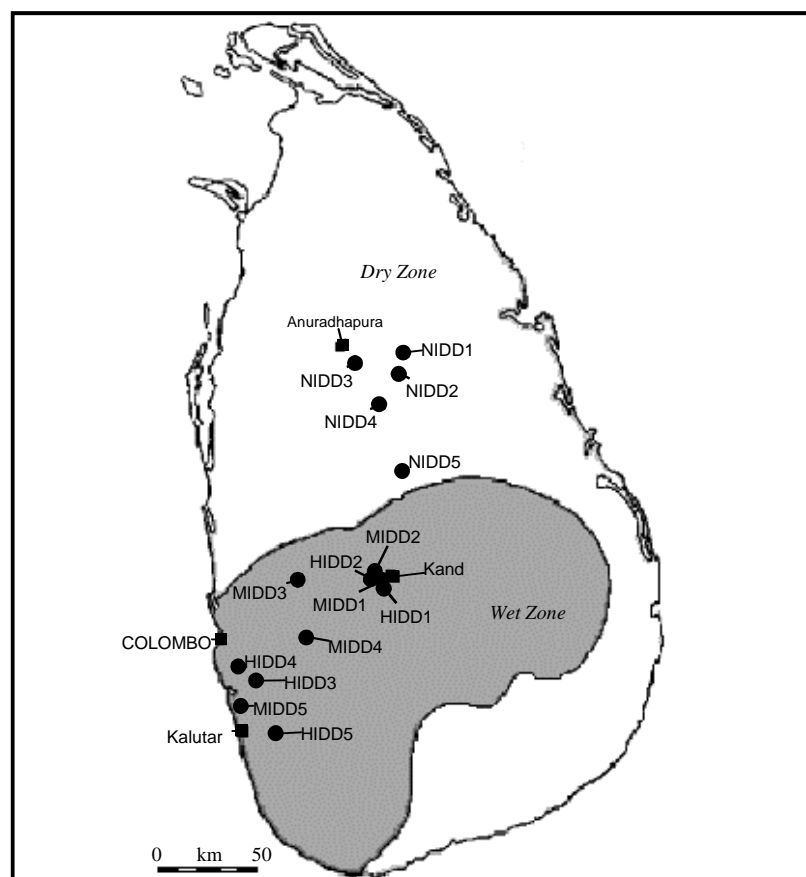 Dry Zone
Anuradhapura
NIDD1
NIDD3
NIDD2
NIDD4
NIDD5
MIDD2
HIDD2
Kand
MIDD3
MIDD1
HIDD1
Wet Zone
COLOMBO
MIDD4
HIDD4
HIDD3
MIDD5
Kalutar
HIDD5
0 km 50